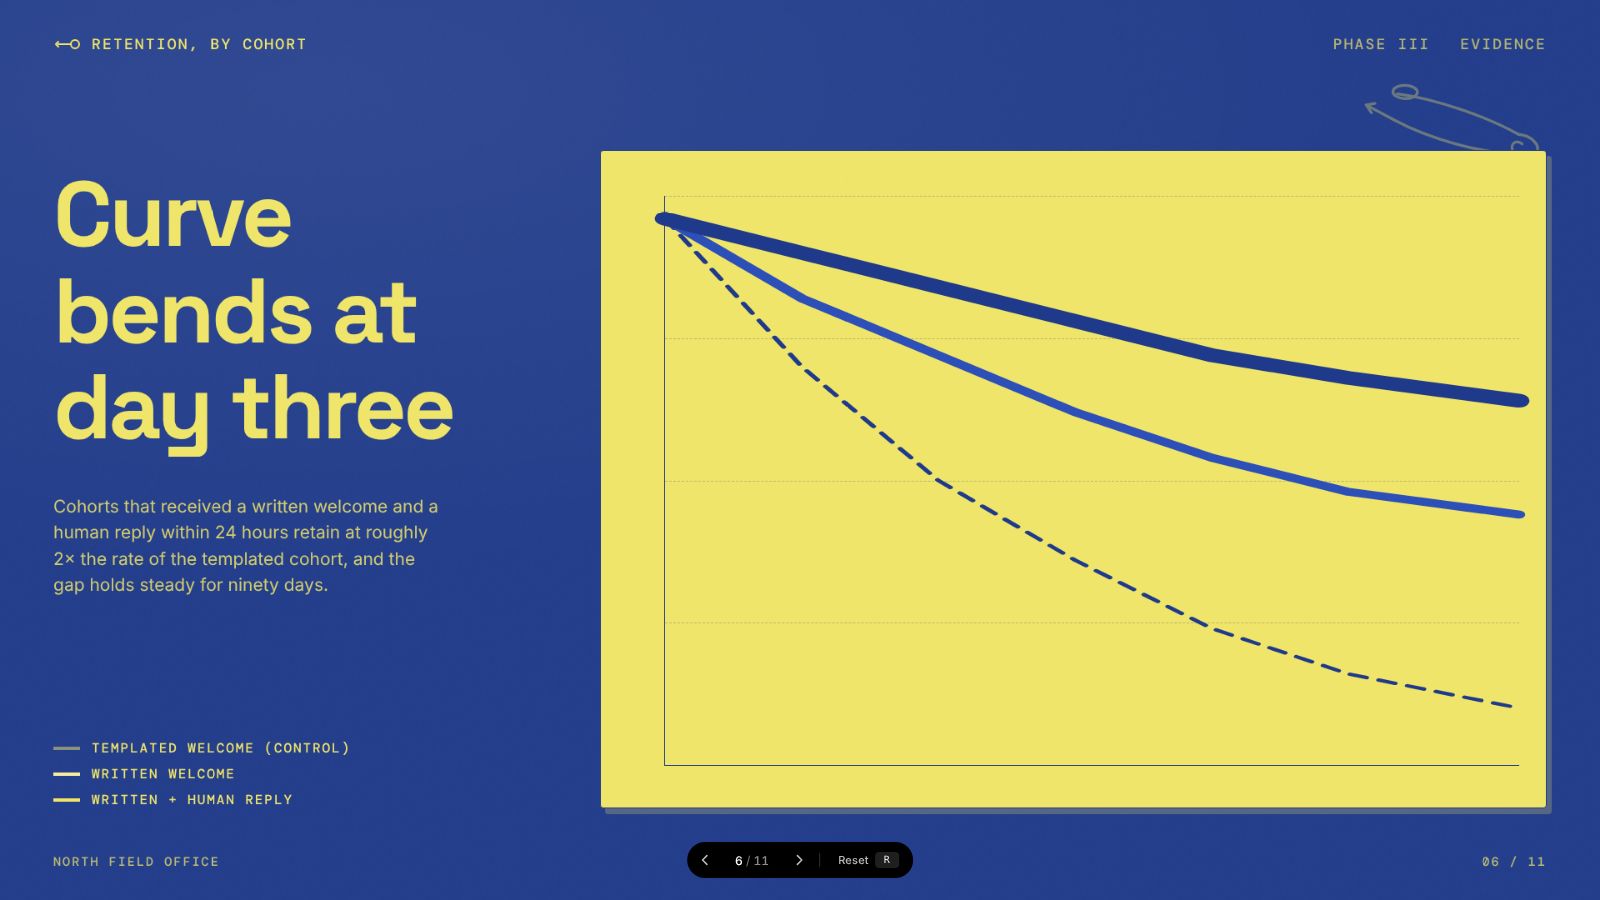 RETENTION, BY COHORT
PHASE III EVIDENCE
Curve
bends at
day three
Cohorts that received a written welcome and a
human reply within 24 hours retain at roughly
2× the rate of the templated cohort, and the
gap holds steady for ninety days.
TEMPLATED WELCOME (CONTROL)
WRITTEN WELCOME
WRITTEN + HUMAN REPLY
NORTH FIELD OFFICE
6 / 11 Reset R
06 / 11